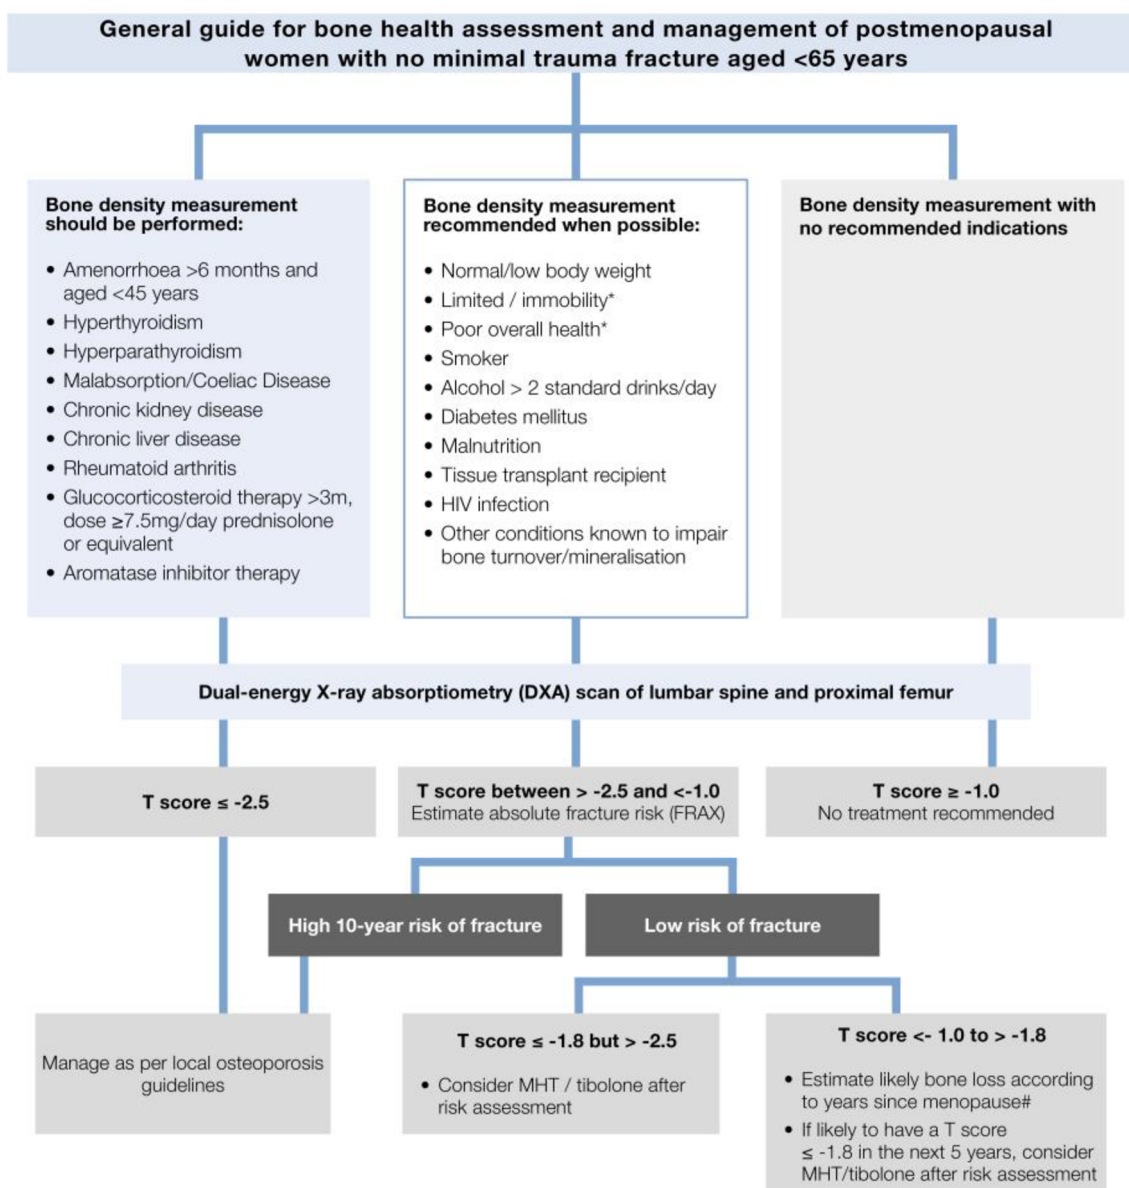 General guide for bone health assessment and management of postmenopausal
women with no minimal trauma fracture aged <65 years
Bone density measurement
should be performed:
• Amenorrhoea >6 months and
aged <45 years
• Hyperthyroidism
• Hyperparathyroidism
• Malabsorption/Coeliac Disease
• Chronic kidney disease
• Chronic liver disease
• Rheumatoid arthritis
• Glucocorticosteroid therapy >3m,
dose ≥7.5mg/day prednisolone
or equivalent
• Aromatase inhibitor therapy
Bone density measurement
recommended when possible:
• Normal/low body weight
• Limited / immobility*
• Poor overall health*
• Smoker
• Alcohol > 2 standard drinks/day
• Diabetes mellitus
• Malnutrition
• Tissue transplant recipient
• HIV infection
• Other conditions known to impair
bone turnover/mineralisation
Bone density measurement with
no recommended indications
Dual-energy X-ray absorptiometry (DXA) scan of lumbar spine and proximal femur
T score ≤ -2.5
T score between > -2.5 and <-1.0
Estimate absolute fracture risk (FRAX)
T score ≥ -1.0
No treatment recommended
High 10-year risk of fracture
Low risk of fracture
Manage as per local osteoporosis
guidelines
T score ≤ -1.8 but > -2.5
• Consider MHT / tibolone after
risk assessment
T score <- 1.0 to > -1.8
• Estimate likely bone loss according
to years since menopause#
• If likely to have a T score
≤ -1.8 in the next 5 years, consider
MHT/tibolone after risk assessment